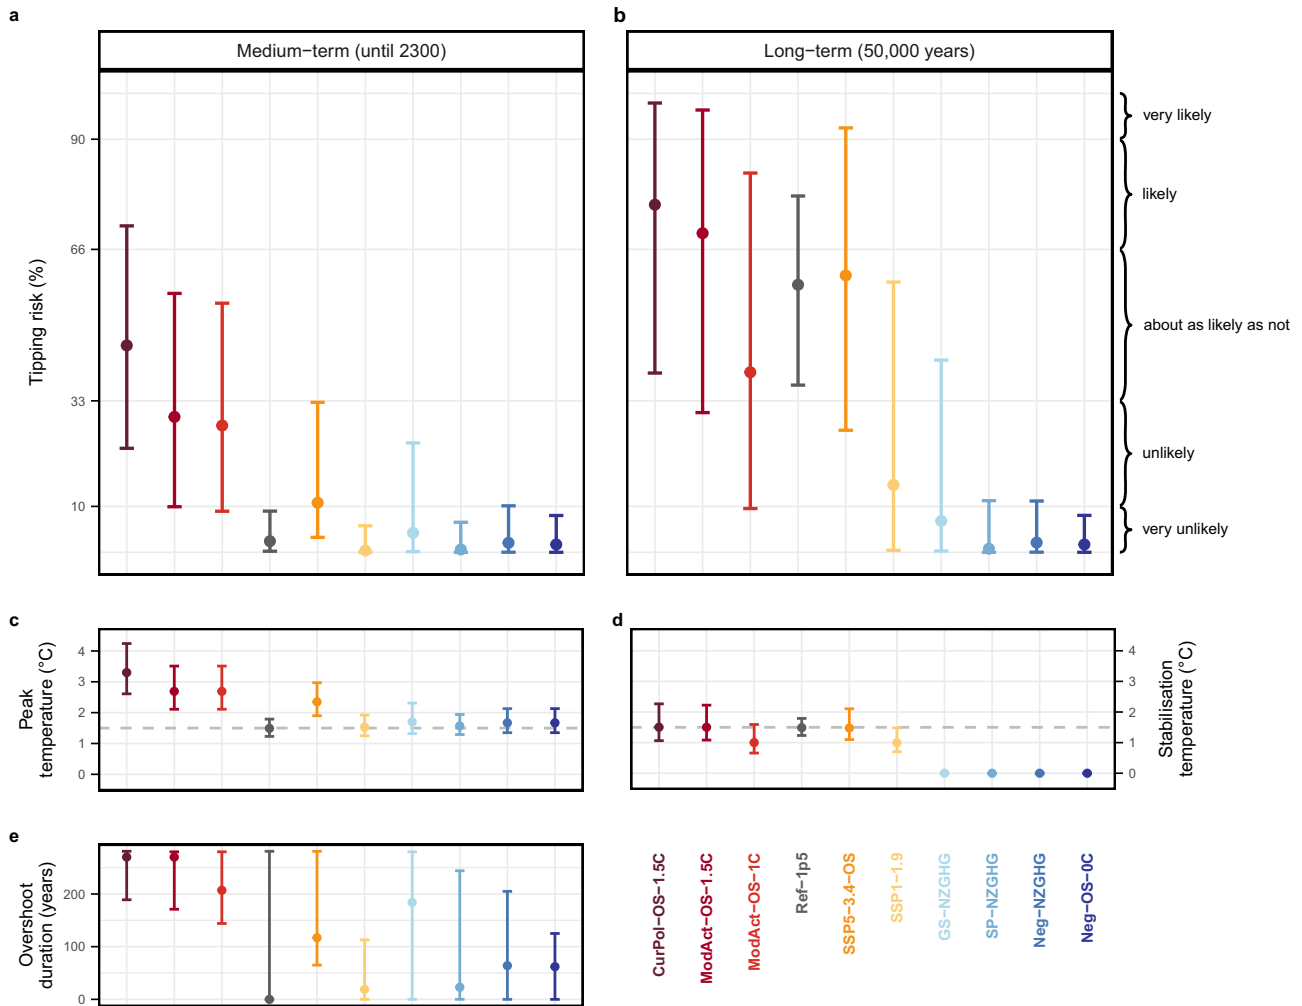 a
b
Medium−term (until 2300)
Long−term (50,000 years)
Tipping risk (%)
90
66
33
10
very likely
likely
about as likely as not
unlikely
very unlikely
c
Peak
temperature (°C)
4
3
2
1
0
d
4
3
2
1
0
Stabilisation
temperature (°C)
e
Overshoot
duration (years)
200
100
0
CurPol−OS−1.5C
ModAct−OS−1.5C
ModAct−OS−1C
Ref−1p5
SSP5−3.4−OS
SSP1−1.9
GS−NZGHG
SP−NZGHG
Neg−NZGHG
Neg−OS−0C